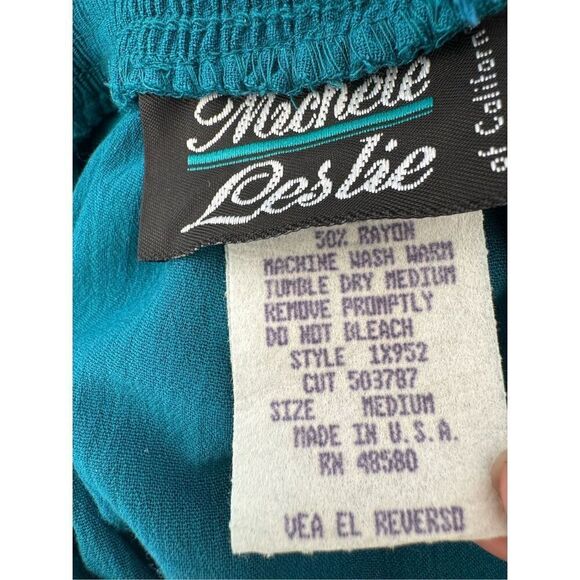 Michele
Leslie
of California
50% RAYON
MACHINE WASH WARM
TUMBLE DRY MEDIUM
REMOVE PROMPTLY
DO NOT BLEACH
STYLE 1X952
CUT 503787
SIZE MEDIUM
MADE IN U.S.A.
RN 48580
VEA EL REVERSO